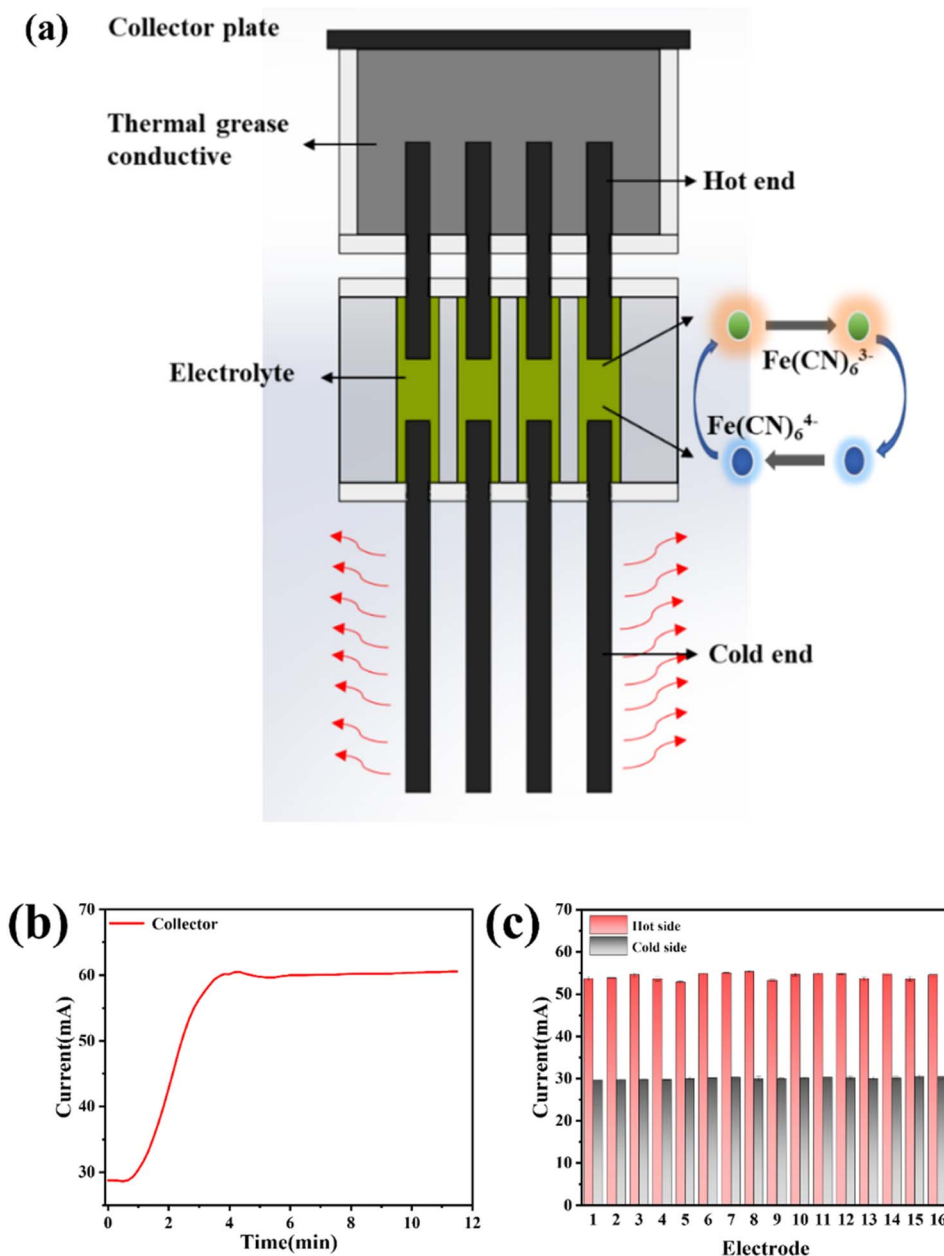 (a)
Collector plate
Thermal grease
conductive
Hot end
Electrolyte
Fe(CN)₆³⁻
Fe(CN)₆⁴⁻
Cold end
(b)
Collector
70
60
50
40
30
0 2 4 6 8 10 12
Current(mA)
Time(min)
(c)
Hot side
Cold side
70
60
50
40
30
20
10
0
1 2 3 4 5 6 7 8 9 10 11 12 13 14 15 16
Current(mA)
Electrode